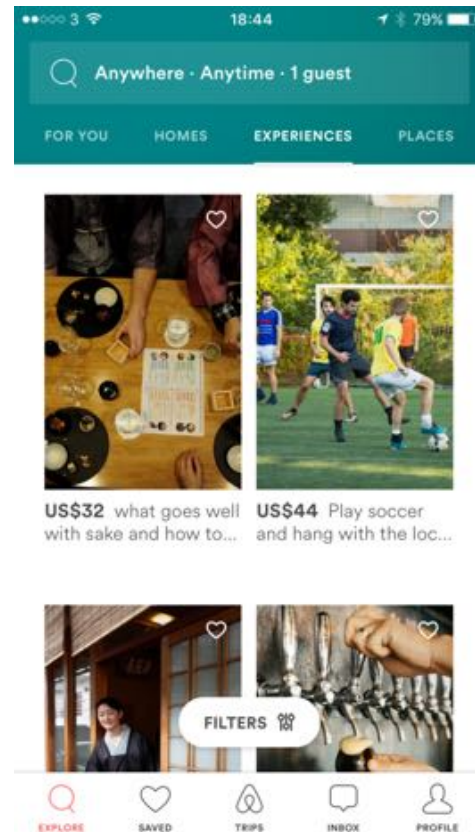 3 18:44 79%
Anywhere · Anytime · 1 guest
FOR YOU HOMES EXPERIENCES PLACES
US$32 what goes well
with sake and how to...
US$44 Play soccer
and hang with the loc...
FILTERS
EXPLORE SAVED TRIPS INBOX PROFILE